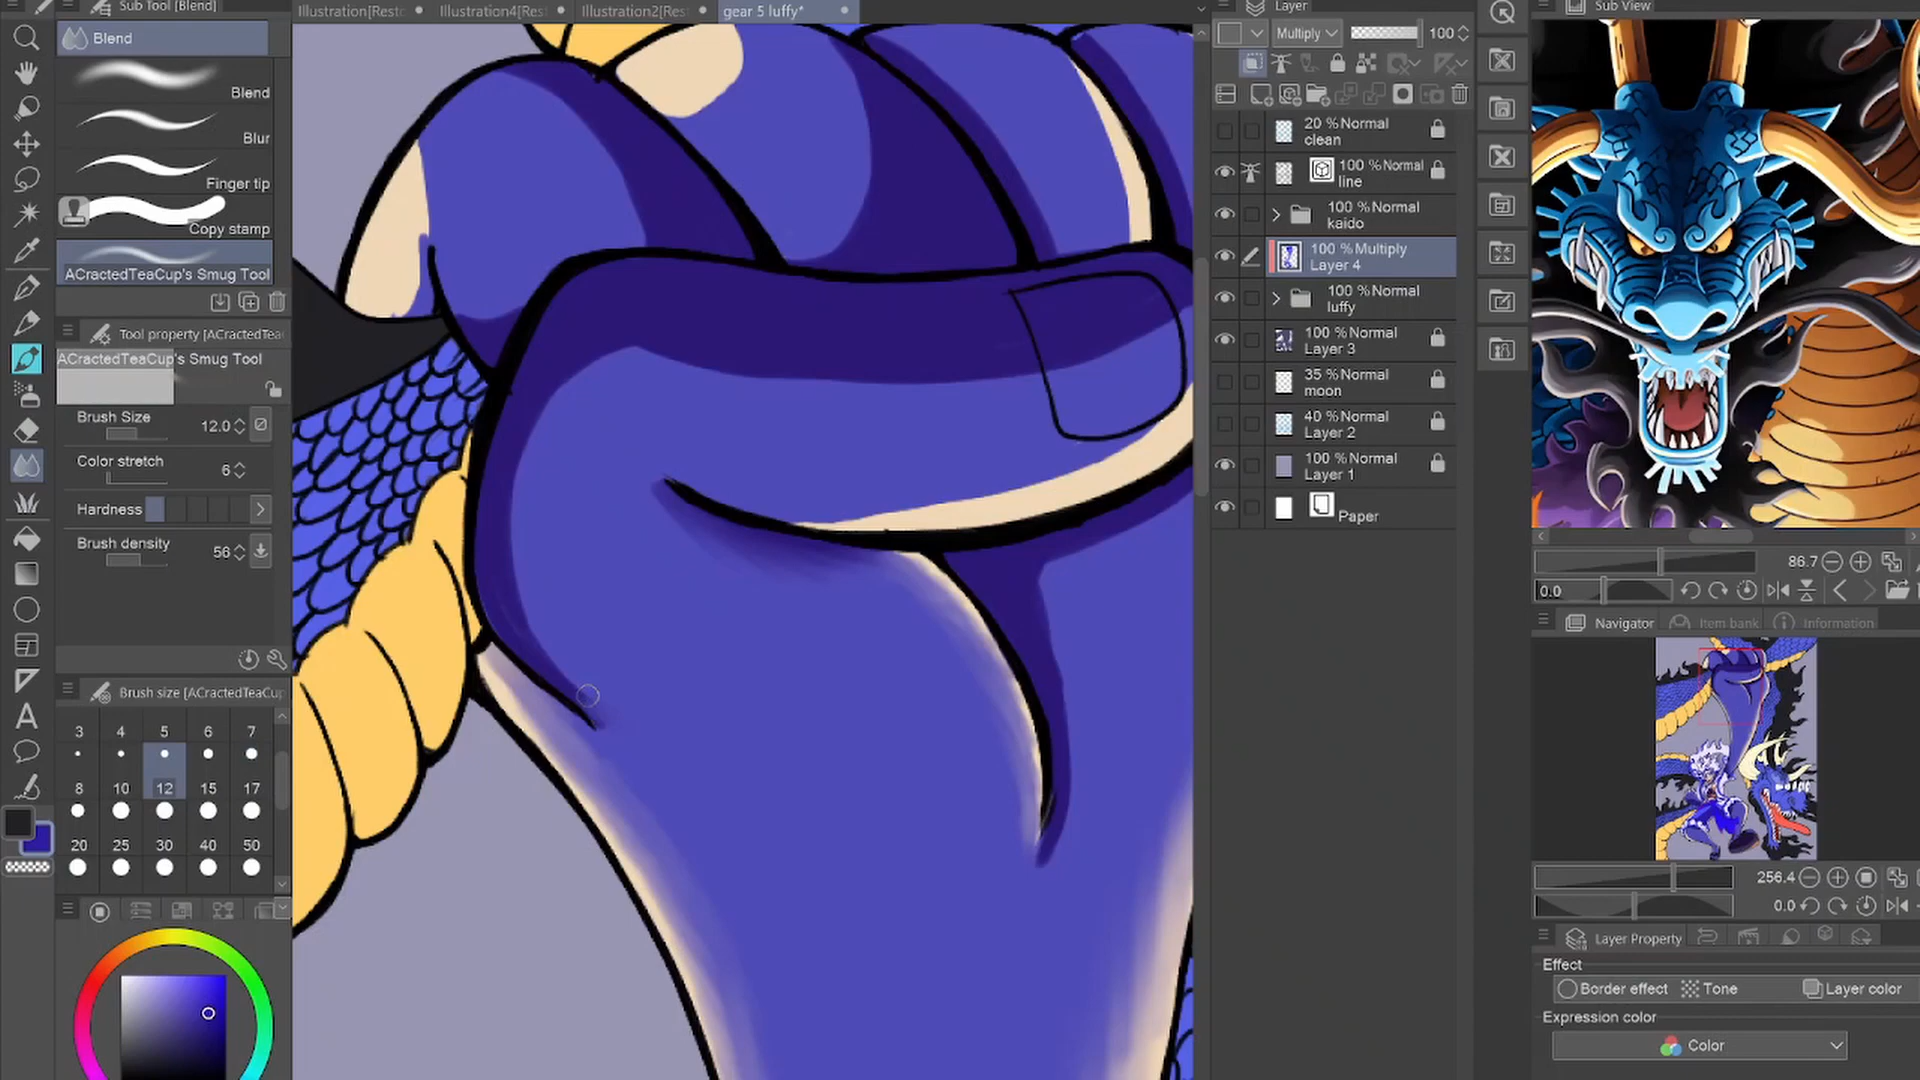 Sub Tool [Blend]
Blend
Blend
Blur
Finger tip
Copy stamp
ACractedTeaCup's Smug Tool
Tool property [ACractedTea
ACractedTeaCup's Smug Tool
Brush Size 12.0
Color stretch 6
Hardness
Brush density 56
Brush size [ACractedTeaCu
3 4 5 6 7
8 10 12 15 17
20 25 30 40 50
Illustration[Resto
Illustration4[Rest
Illustration2[Res
gear 5 luffy*
Layer
Multiply 100
20 %Normal
clean
100 %Normal
line
100 %Normal
kaido
100 %Multiply
Layer 4
100 %Normal
luffy
100 %Normal
Layer 3
35 %Normal
moon
40 %Normal
Layer 2
100 %Normal
Layer 1
Paper
Sub View
86.7
0.0
Navigator
Item bank
Information
256.4
0.0
Layer Property
Effect
Border effect
Tone
Layer color
Expression color
Color